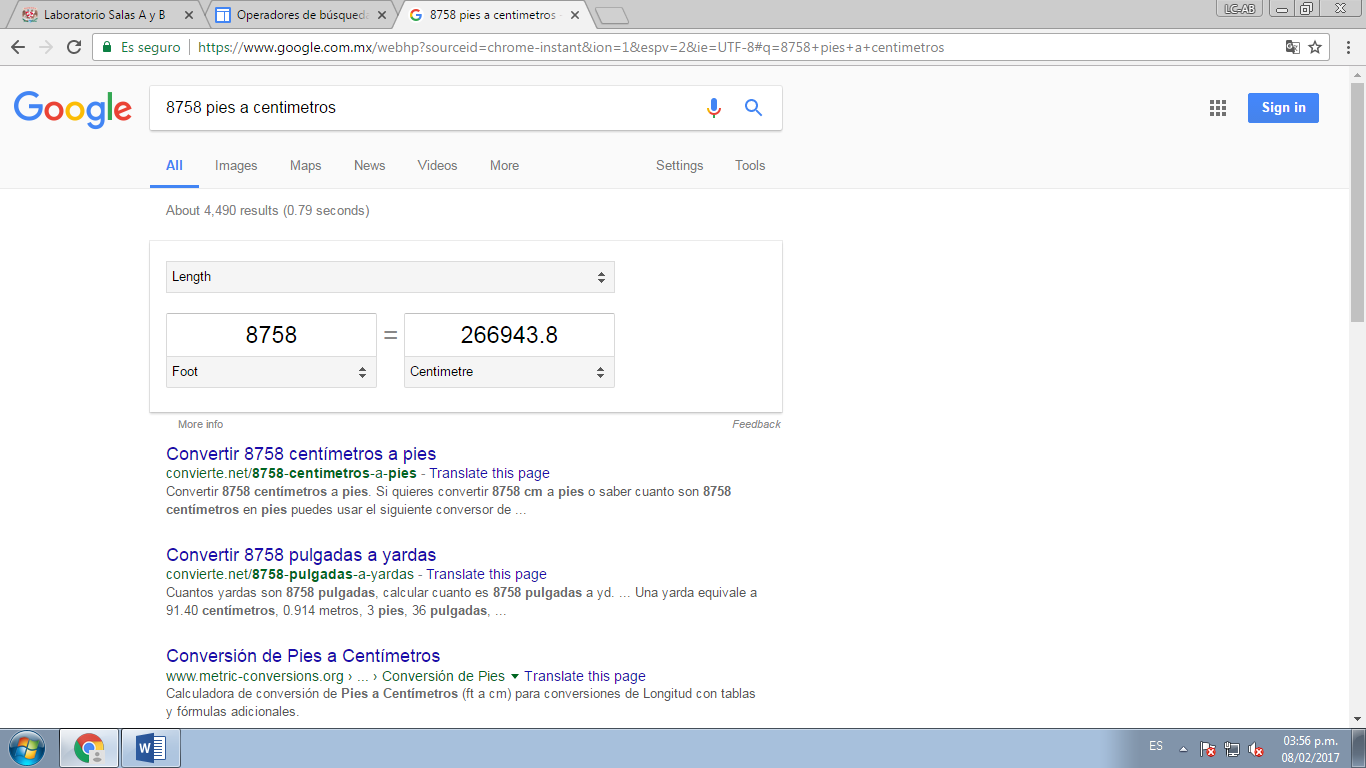 Laboratorio Salas A y B
Operadores de búsqueda
8758 pies a centimetros -
LC-AB
Es seguro
https://www.google.com.mx/webhp?sourceid=chrome-instant&ion=1&espv=2&ie=UTF-8#q=8758+pies+a+centimetros
Google
8758 pies a centimetros
Sign in
All Images Maps News Videos More Settings Tools
About 4,490 results (0.79 seconds)
Length
8758 = 266943.8
Foot Centimetre
More info Feedback
Convertir 8758 centímetros a pies
convierte.net/8758-centimetros-a-pies - Translate this page
Convertir 8758 centímetros a pies. Si quieres convertir 8758 cm a pies o saber cuanto son 8758
centímetros en pies puedes usar el siguiente conversor de ...
Convertir 8758 pulgadas a yardas
convierte.net/8758-pulgadas-a-yardas - Translate this page
Cuantos yardas son 8758 pulgadas, calcular cuanto es 8758 pulgadas a yd. ... Una yarda equivale a
91.40 centímetros, 0.914 metros, 3 pies, 36 pulgadas, ...
Conversión de Pies a Centímetros
www.metric-conversions.org › ... › Conversión de Pies Translate this page
Calculadora de conversión de Pies a Centímetros (ft a cm) para conversiones de Longitud con tablas
y fórmulas adicionales.
W
ES
03:56 p.m.
08/02/2017